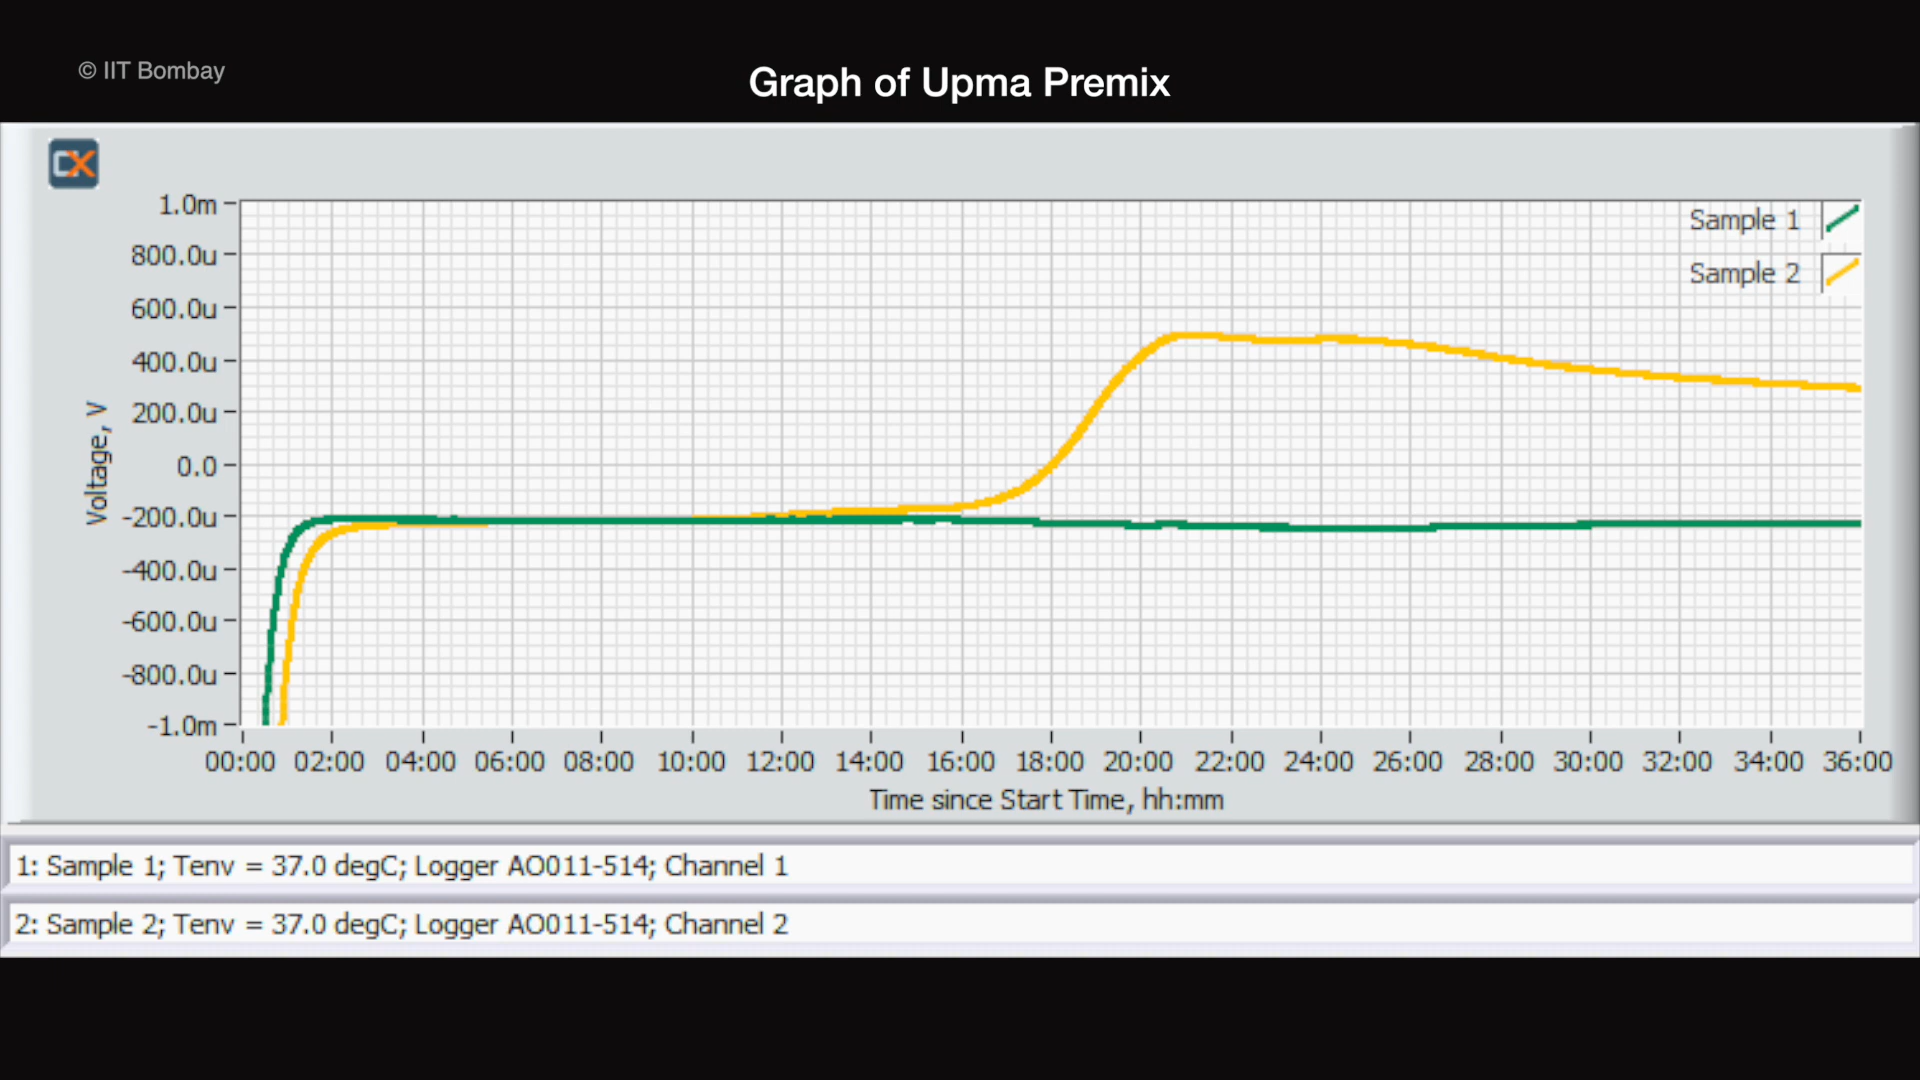 © IIT Bombay
Graph of Upma Premix
CX
1.0m
800.0u
600.0u
400.0u
200.0u
0.0
-200.0u
-400.0u
-600.0u
-800.0u
-1.0m
Voltage, V
Sample 1
Sample 2
00:00 02:00 04:00 06:00 08:00 10:00 12:00 14:00 16:00 18:00 20:00 22:00 24:00 26:00 28:00 30:00 32:00 34:00 36:00
Time since Start Time, hh:mm
1: Sample 1; Tenv = 37.0 degC; Logger AO011-514; Channel 1
2: Sample 2; Tenv = 37.0 degC; Logger AO011-514; Channel 2